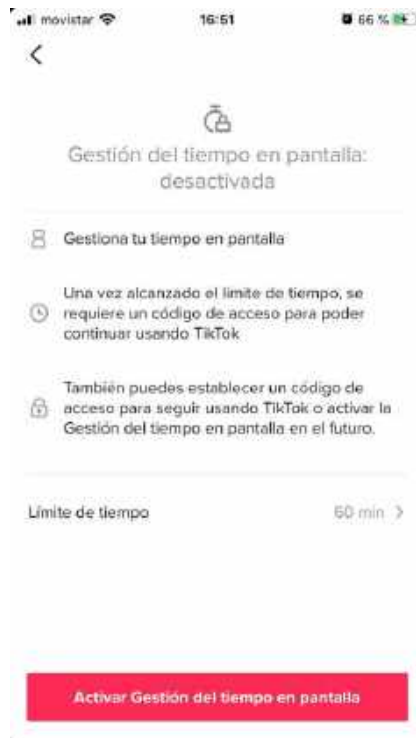 movistar 16:51 66 %
Gestión del tiempo en pantalla:
desactivada
Gestiona tu tiempo en pantalla
Una vez alcanzado el límite de tiempo, se
requiere un código de acceso para poder
continuar usando TikTok
También puedes establecer un código de
acceso para seguir usando TikTok o activar la
Gestión del tiempo en pantalla en el futuro.
Límite de tiempo 60 min
Activar Gestión del tiempo en pantalla